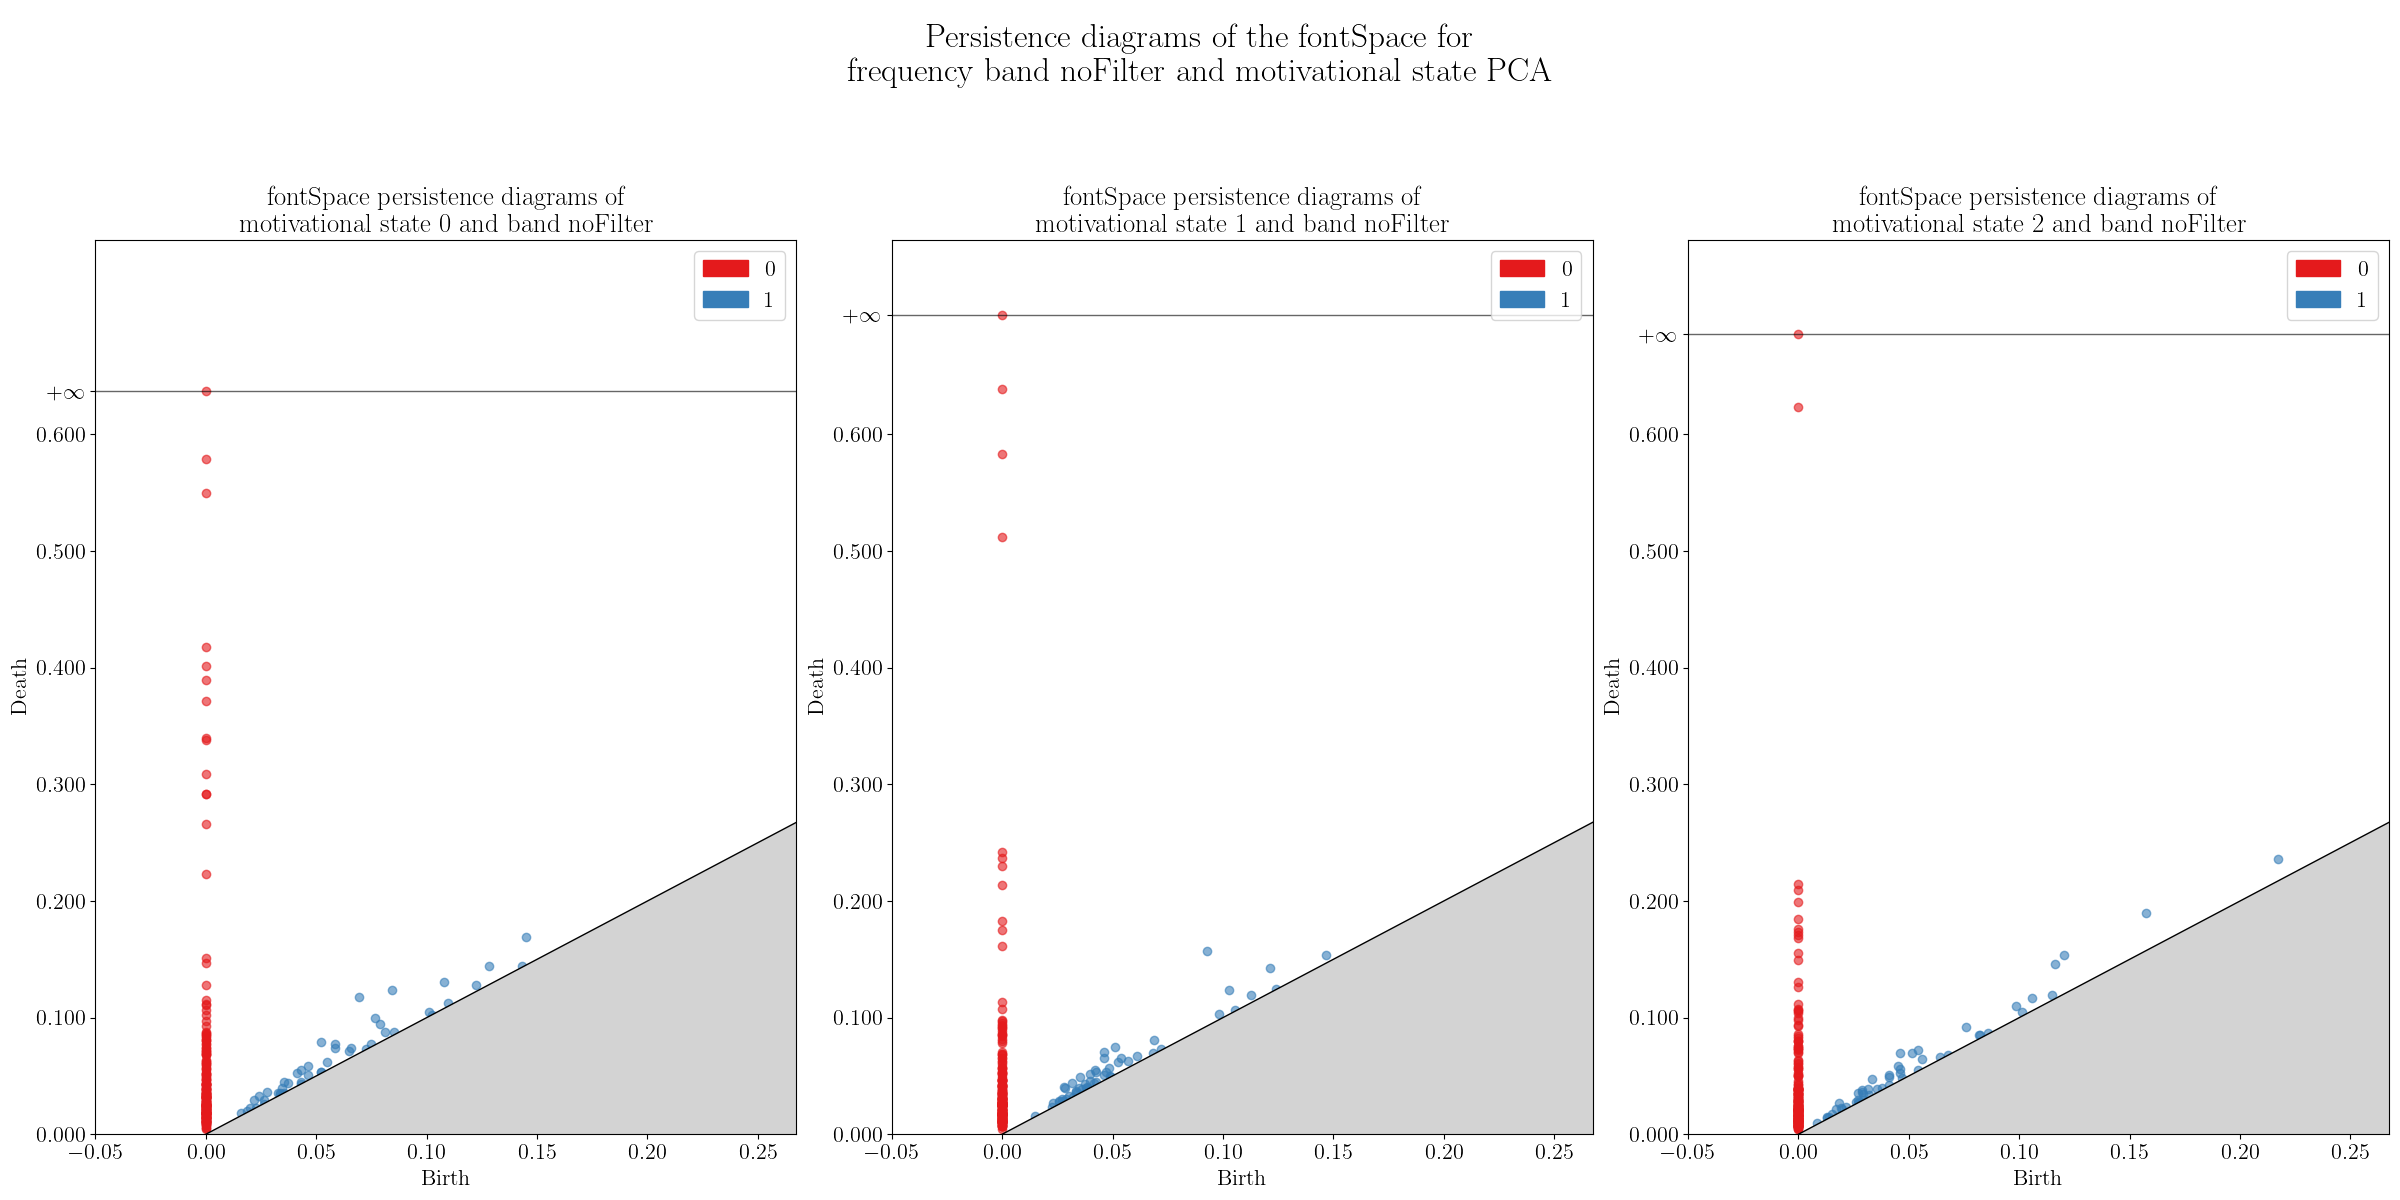 Persistence diagrams of the fontSpace for
frequency band noFilter and motivational state PCA
fontSpace persistence diagrams of
motivational state 0 and band noFilter
0
1
+∞
0.600
0.500
0.400
0.300
0.200
0.100
0.000
Death
−0.05 0.00 0.05 0.10 0.15 0.20 0.25
Birth
fontSpace persistence diagrams of
motivational state 1 and band noFilter
0
1
+∞
0.600
0.500
0.400
0.300
0.200
0.100
0.000
Death
−0.05 0.00 0.05 0.10 0.15 0.20 0.25
Birth
fontSpace persistence diagrams of
motivational state 2 and band noFilter
0
1
+∞
0.600
0.500
0.400
0.300
0.200
0.100
0.000
Death
−0.05 0.00 0.05 0.10 0.15 0.20 0.25
Birth